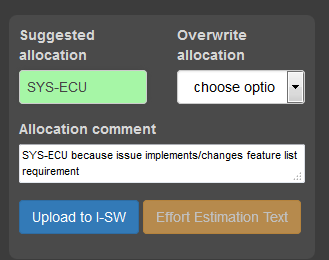 Suggested allocation
Overwrite allocation
SYS-ECU
choose optio
Allocation comment
SYS-ECU because issue implements/changes feature list
requirement
Upload to I-SW
Effort Estimation Text